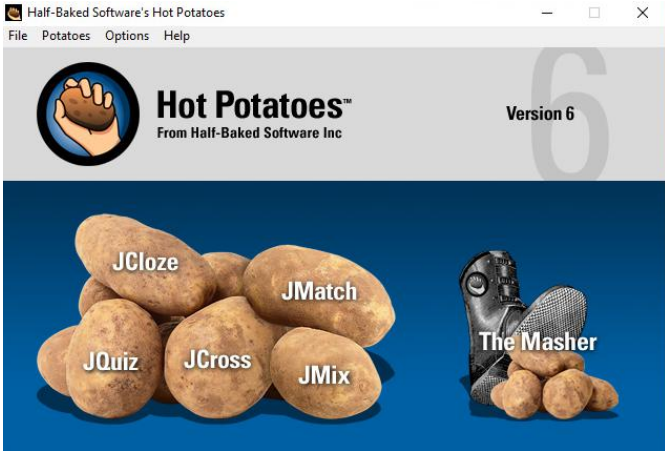 Half-Baked Software's Hot Potatoes
File Potatoes Options Help
6
Hot Potatoes™
From Half-Baked Software Inc
Version 6
JCloze
JMatch
JQuiz
JCross
JMix
The Masher